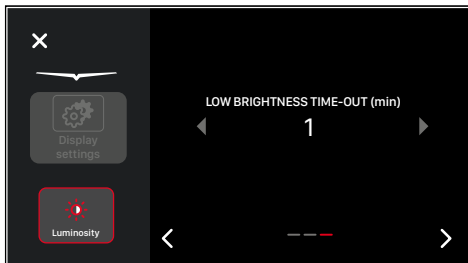 Display
settings
Luminosity
LOW BRIGHTNESS TIME-OUT (min)
1